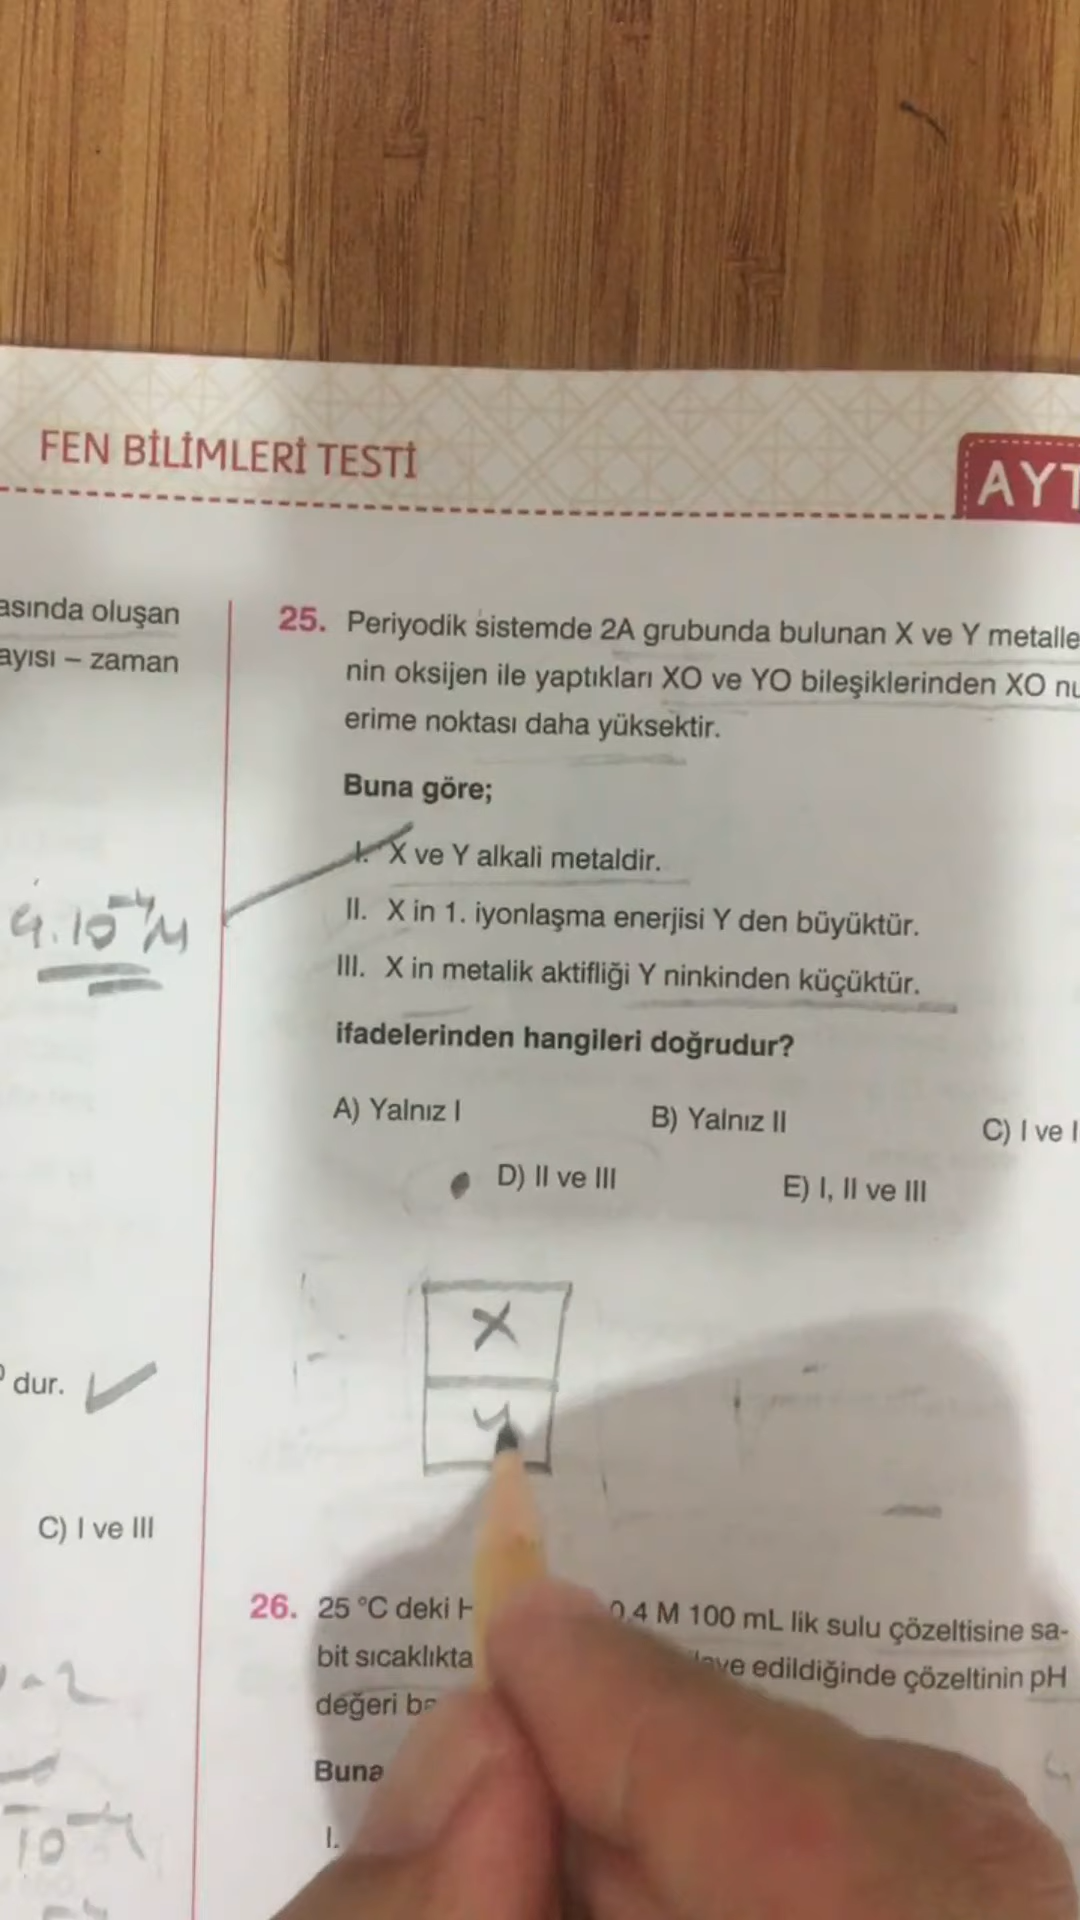 FEN BİLİMLERİ TESTİ
AYT
asında oluşan
ayısı – zaman
4.10⁻⁴M
dur.
C) I ve III
25. Periyodik sistemde 2A grubunda bulunan X ve Y metalle
nin oksijen ile yaptıkları XO ve YO bileşiklerinden XO nu
erime noktası daha yüksektir.
Buna göre;
I. X ve Y alkali metaldir.
II. X in 1. iyonlaşma enerjisi Y den büyüktür.
III. X in metalik aktifliği Y ninkinden küçüktür.
ifadelerinden hangileri doğrudur?
A) Yalnız I B) Yalnız II C) I ve I
D) II ve III E) I, II ve III
X
Y
26. 25 °C deki H 0,4 M 100 mL lik sulu çözeltisine sa-
bit sıcaklıkta edildiğinde çözeltinin pH
değeri
Buna
I.